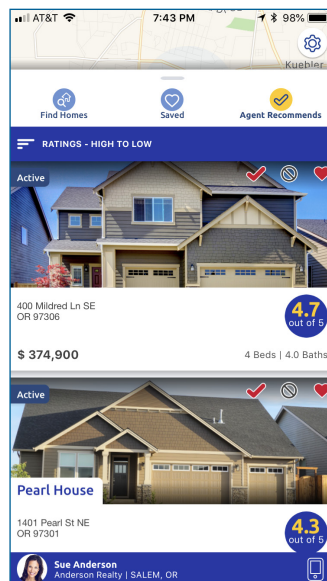 AT&T
7:43 PM
98%
Kuebler
Find Homes
Saved
Agent Recommends
RATINGS - HIGH TO LOW
Active
400 Mildred Ln SE
OR 97306
4.7
out of 5
$ 374,900
4 Beds | 4.0 Baths
Active
Pearl House
1401 Pearl St NE
OR 97301
4.3
out of 5
Sue Anderson
Anderson Realty | SALEM, OR